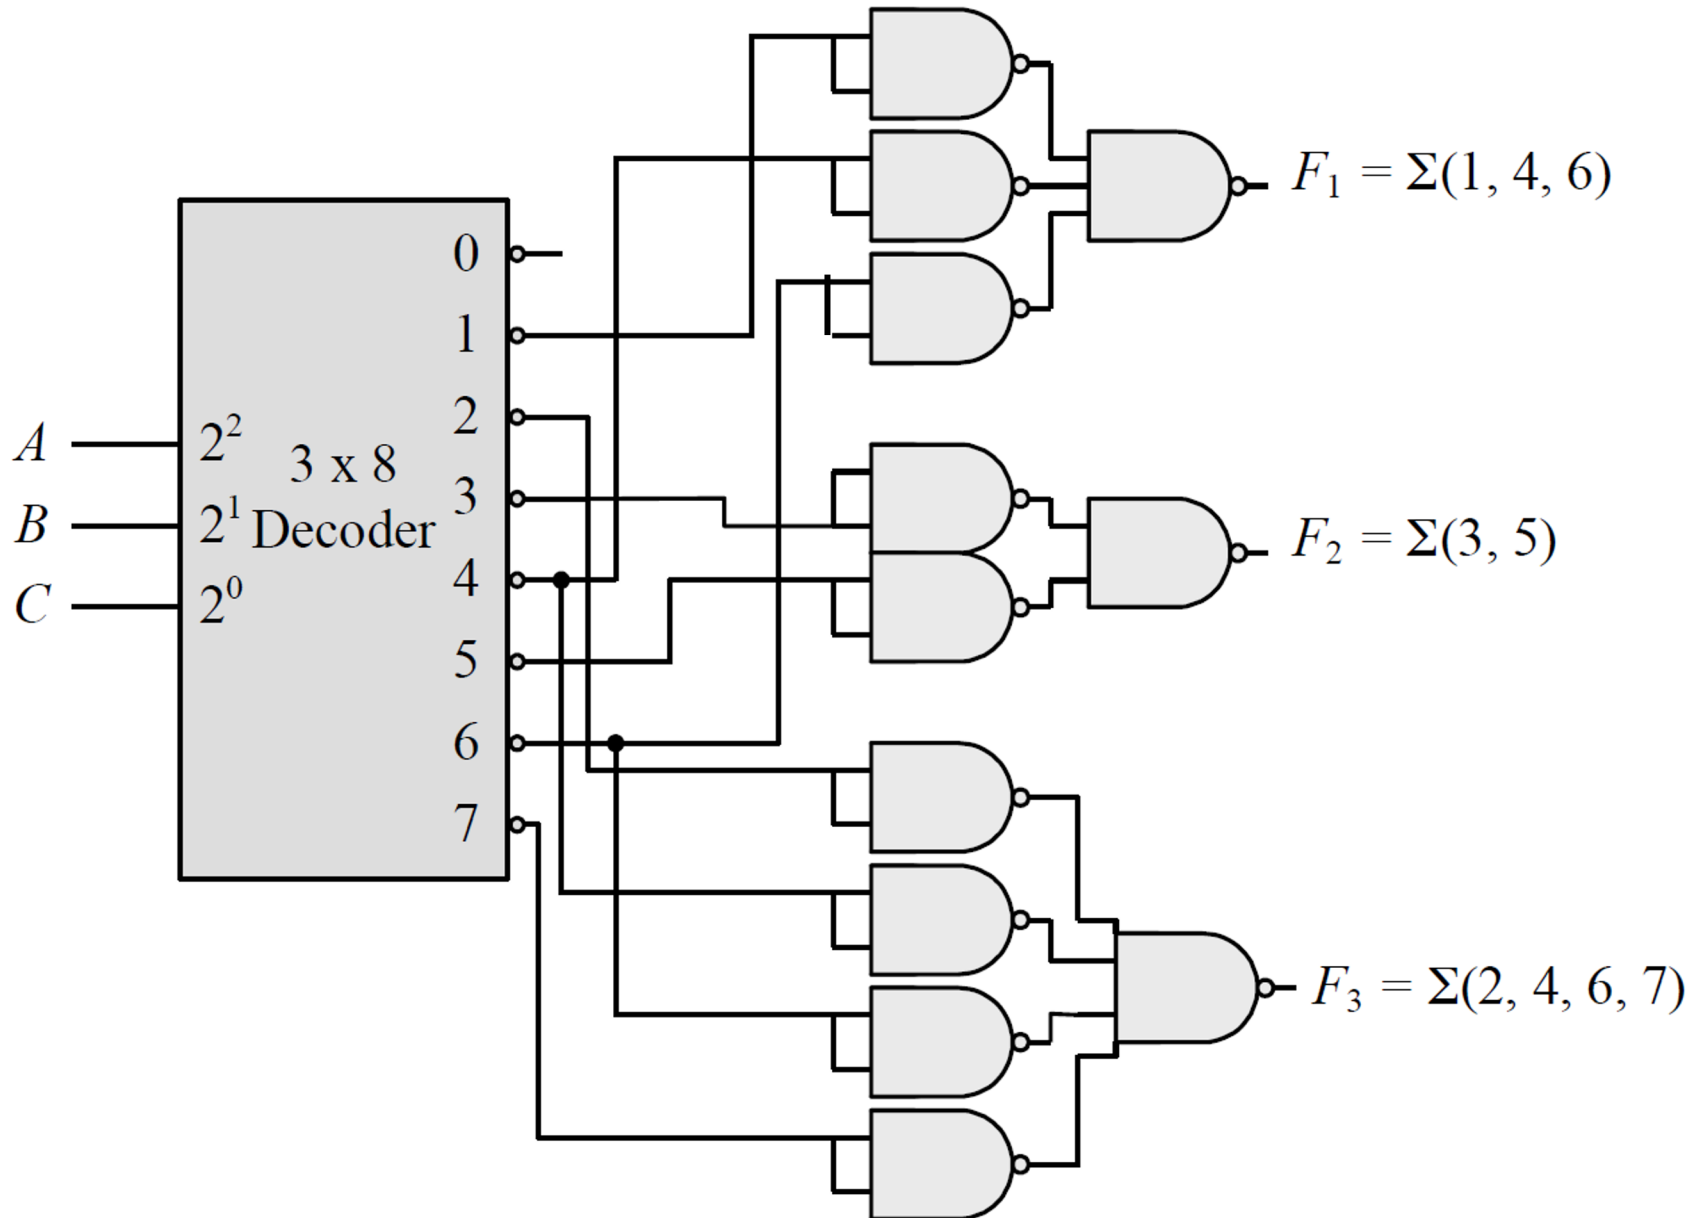 F₁ = Σ(1, 4, 6)
0
1
2
3
4
5
6
7
A
B
C
2²
2¹
2⁰
3 x 8
Decoder
F₂ = Σ(3, 5)
F₃ = Σ(2, 4, 6, 7)